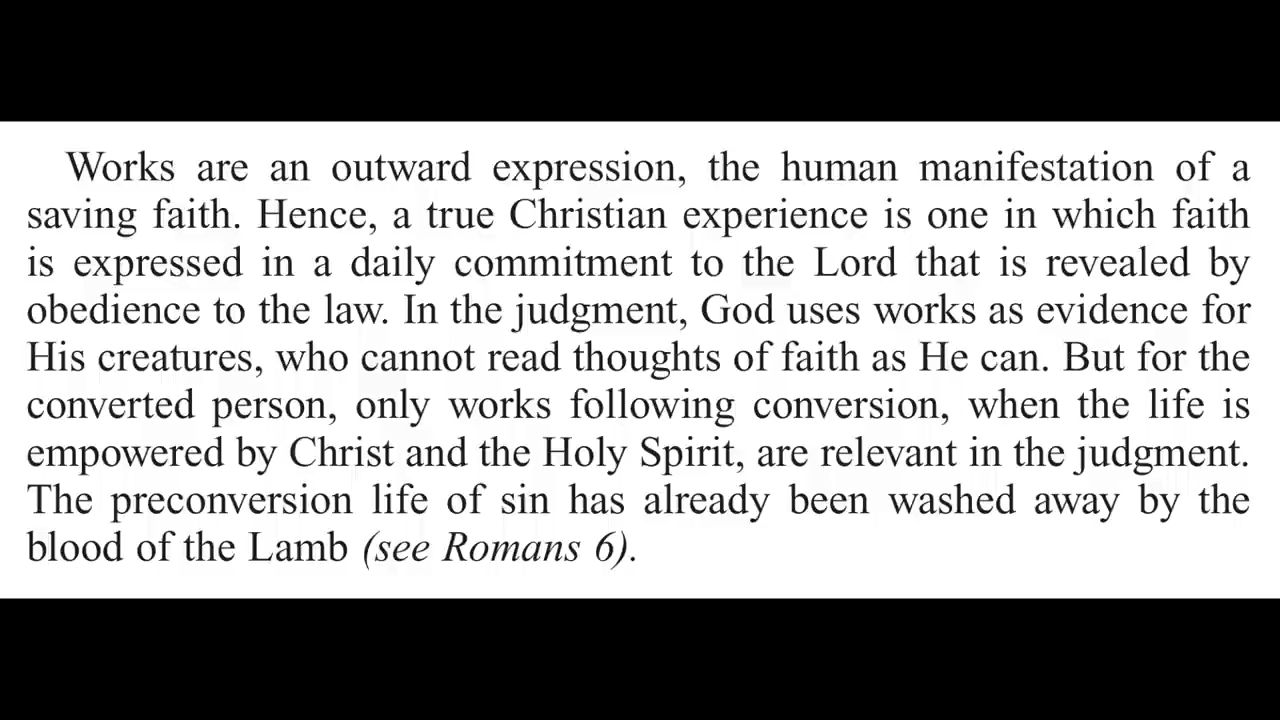 Works are an outward expression, the human manifestation of a
saving faith. Hence, a true Christian experience is one in which faith
is expressed in a daily commitment to the Lord that is revealed by
obedience to the law. In the judgment, God uses works as evidence for
His creatures, who cannot read thoughts of faith as He can. But for the
converted person, only works following conversion, when the life is
empowered by Christ and the Holy Spirit, are relevant in the judgment.
The preconversion life of sin has already been washed away by the
blood of the Lamb (see Romans 6).